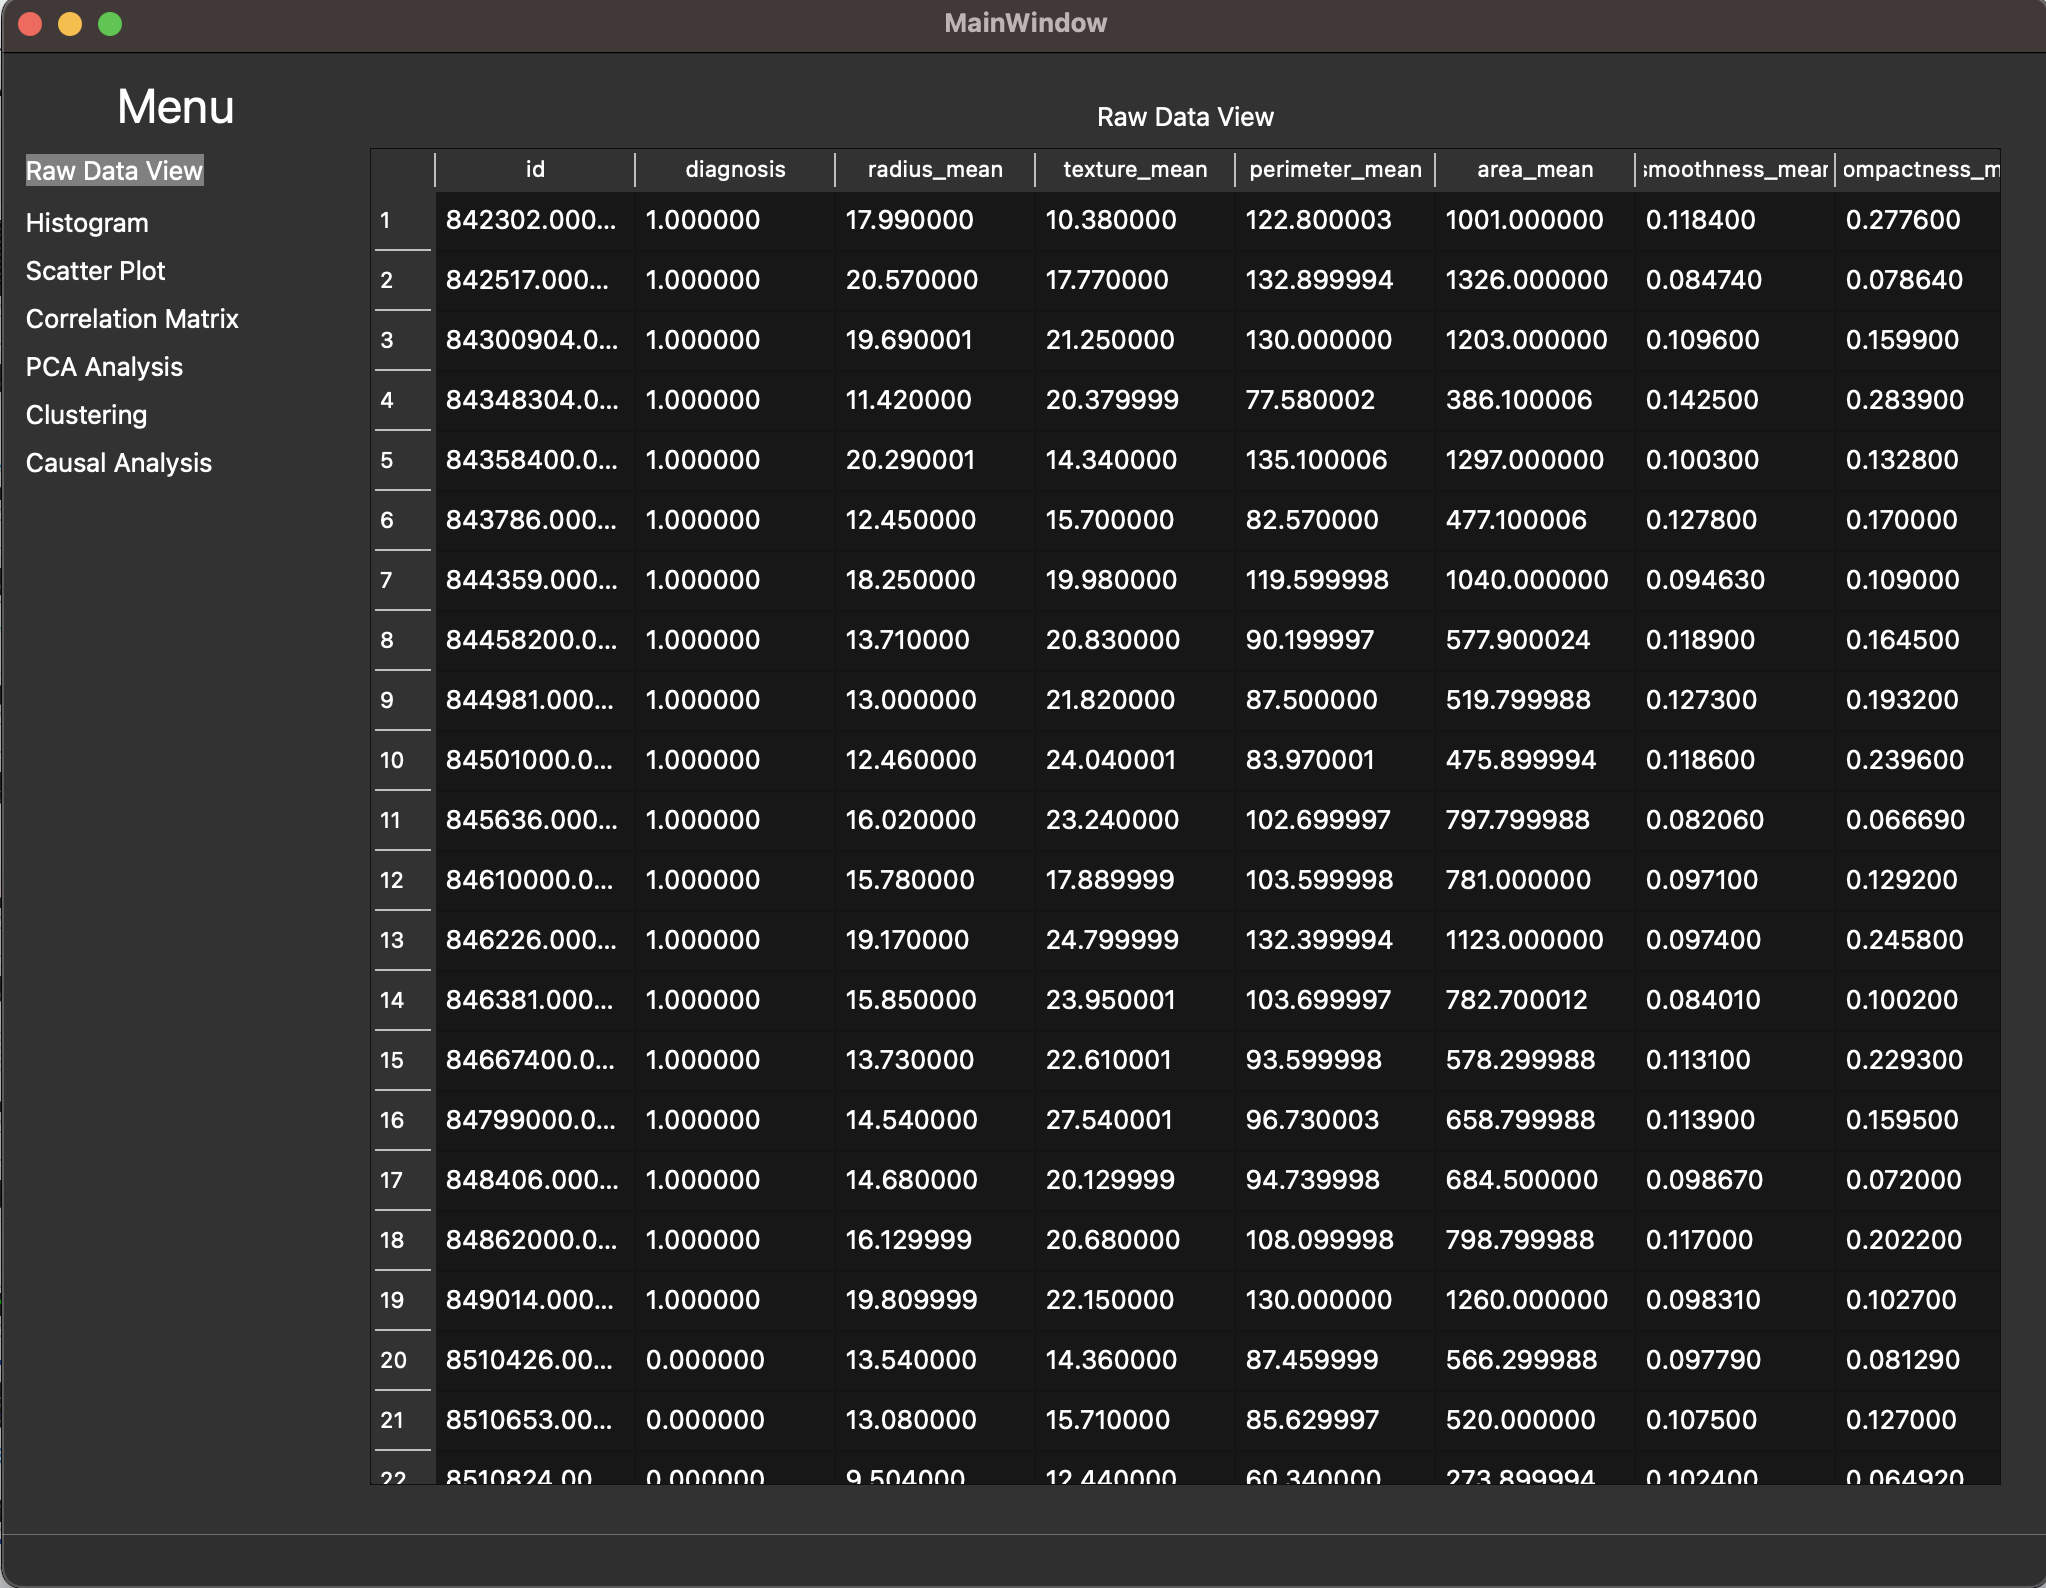 MainWindow
Menu
Raw Data View
Histogram
Scatter Plot
Correlation Matrix
PCA Analysis
Clustering
Causal Analysis
Raw Data View
id diagnosis radius_mean texture_mean perimeter_mean area_mean smoothness_mear ompactness_m
1 842302.000... 1.000000 17.990000 10.380000 122.800003 1001.000000 0.118400 0.277600
2 842517.000... 1.000000 20.570000 17.770000 132.899994 1326.000000 0.084740 0.078640
3 84300904.0... 1.000000 19.690001 21.250000 130.000000 1203.000000 0.109600 0.159900
4 84348304.0... 1.000000 11.420000 20.379999 77.580002 386.100006 0.142500 0.283900
5 84358400.0... 1.000000 20.290001 14.340000 135.100006 1297.000000 0.100300 0.132800
6 843786.000... 1.000000 12.450000 15.700000 82.570000 477.100006 0.127800 0.170000
7 844359.000... 1.000000 18.250000 19.980000 119.599998 1040.000000 0.094630 0.109000
8 84458200.0... 1.000000 13.710000 20.830000 90.199997 577.900024 0.118900 0.164500
9 844981.000... 1.000000 13.000000 21.820000 87.500000 519.799988 0.127300 0.193200
10 84501000.0... 1.000000 12.460000 24.040001 83.970001 475.899994 0.118600 0.239600
11 845636.000... 1.000000 16.020000 23.240000 102.699997 797.799988 0.082060 0.066690
12 84610000.0... 1.000000 15.780000 17.889999 103.599998 781.000000 0.097100 0.129200
13 846226.000... 1.000000 19.170000 24.799999 132.399994 1123.000000 0.097400 0.245800
14 846381.000... 1.000000 15.850000 23.950001 103.699997 782.700012 0.084010 0.100200
15 84667400.0... 1.000000 13.730000 22.610001 93.599998 578.299988 0.113100 0.229300
16 84799000.0... 1.000000 14.540000 27.540001 96.730003 658.799988 0.113900 0.159500
17 848406.000... 1.000000 14.680000 20.129999 94.739998 684.500000 0.098670 0.072000
18 84862000.0... 1.000000 16.129999 20.680000 108.099998 798.799988 0.117000 0.202200
19 849014.000... 1.000000 19.809999 22.150000 130.000000 1260.000000 0.098310 0.102700
20 8510426.00... 0.000000 13.540000 14.360000 87.459999 566.299988 0.097790 0.081290
21 8510653.00... 0.000000 13.080000 15.710000 85.629997 520.000000 0.107500 0.127000
22 8510824.00 0.000000 9.504000 12.440000 60.340000 273.899994 0.102400 0.064920